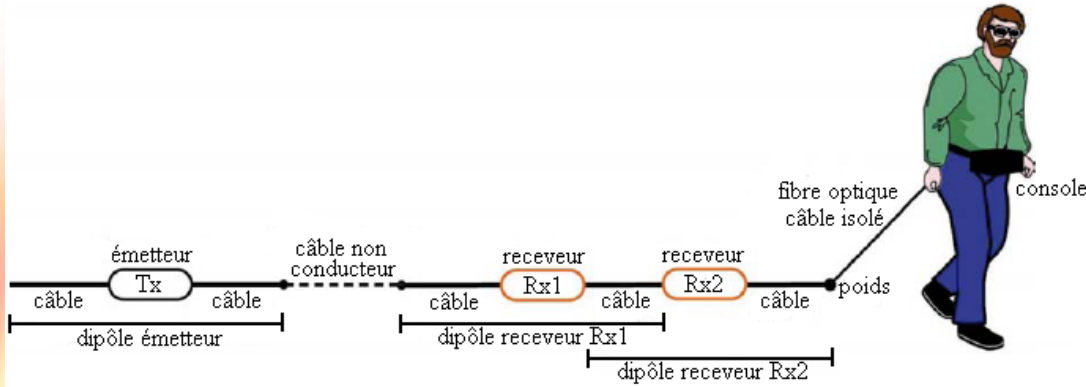 fibre optique
câble isolé
console
émetteur
câble non
conducteur
receveur
receveur
Tx
Rx1
Rx2
poids
câble
câble
câble
câble
câble
dipôle émetteur
dipôle receveur Rx1
dipôle receveur Rx2